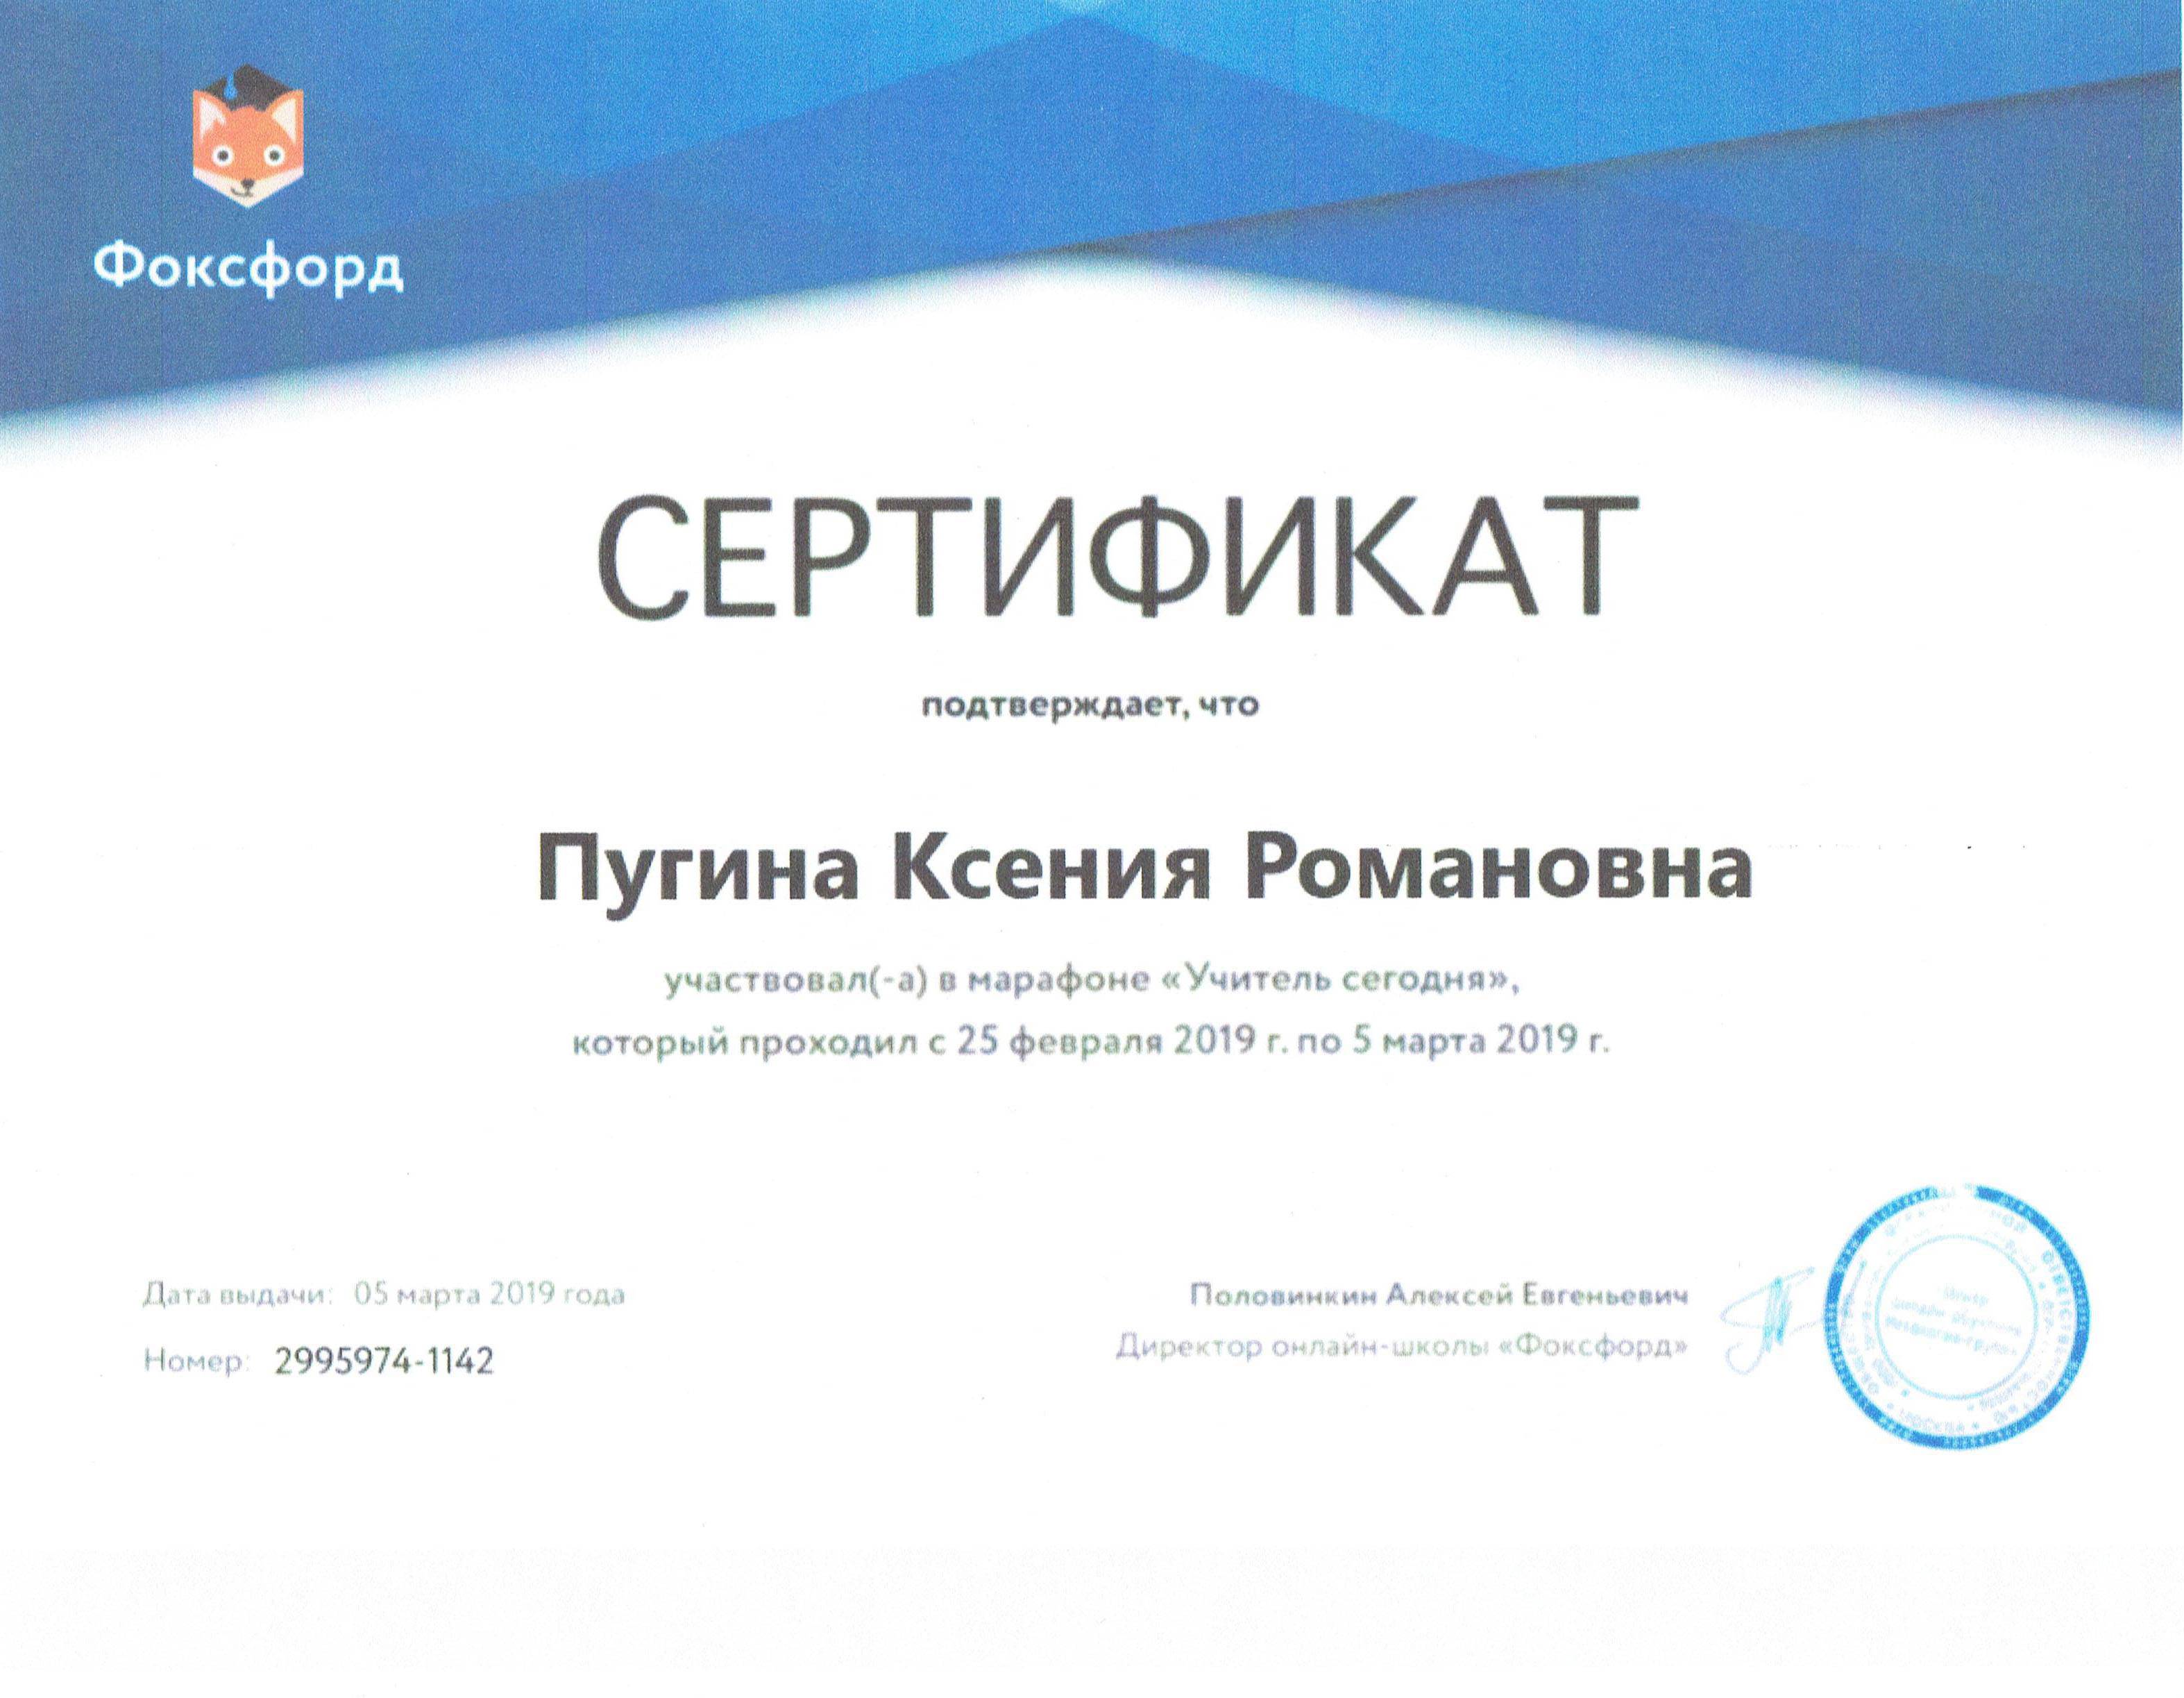 Фоксфорд
СЕРТИФИКАТ
подтверждает, что
Пугина Ксения Романовна
участвовал(-а) в марафоне «Учитель сегодня»,
который проходил с 25 февраля 2019 г. по 5 марта 2019 г.
Дата выдачи: 05 марта 2019 года
Номер: 2995974-1142
Половинкин Алексей Евгеньевич
Директор онлайн-школы «Фоксфорд»
МОСКВА